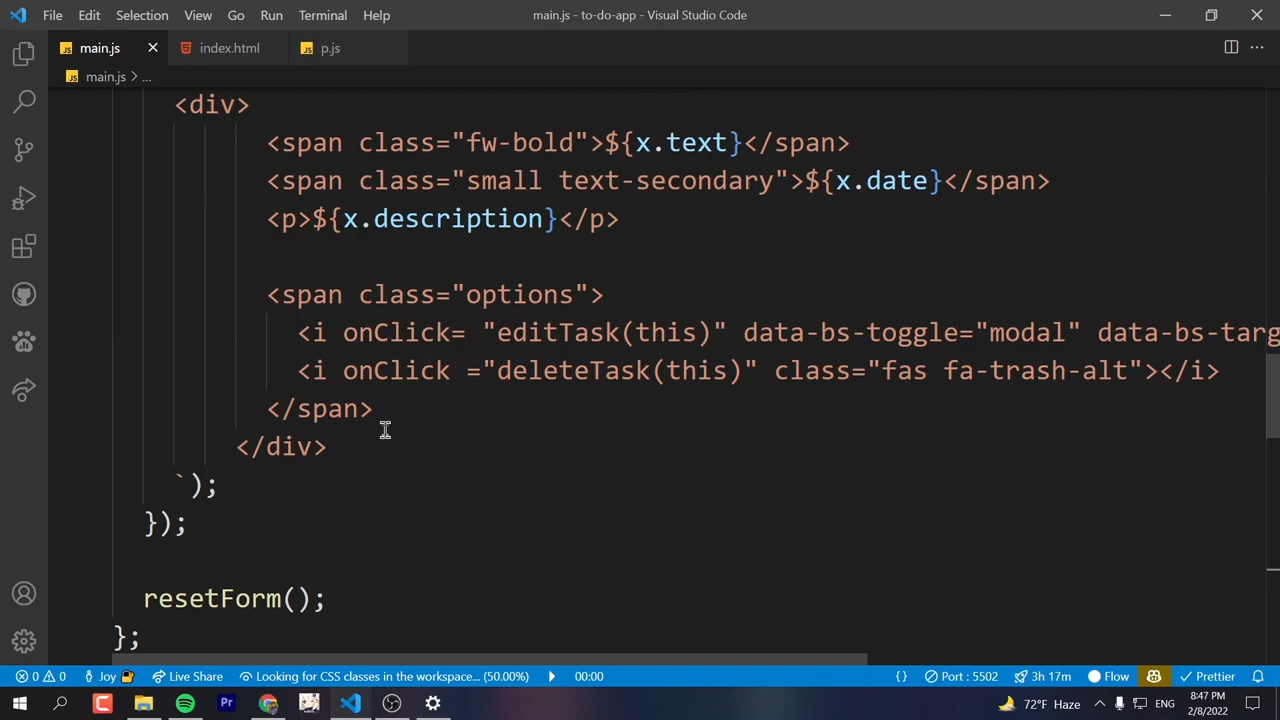 File Edit Selection View Go Run Terminal Help main.js - to-do-app - Visual Studio Code
JS main.js index.html JS p.js
JS main.js > ...
<div>
<span class="fw-bold">${x.text}</span>
<span class="small text-secondary">${x.date}</span>
<p>${x.description}</p>
<span class="options">
<i onClick= "editTask(this)" data-bs-toggle="modal" data-bs-targ
<i onClick ="deleteTask(this)" class="fas fa-trash-alt"></i>
</span>
</div>
`);
});
resetForm();
};
0 0 Joy Live Share Looking for CSS classes in the workspace... (50.00%) 00:00 {} Port : 5502 3h 17m Flow Prettier
Pr 72°F Haze ENG 8:47 PM
2/8/2022